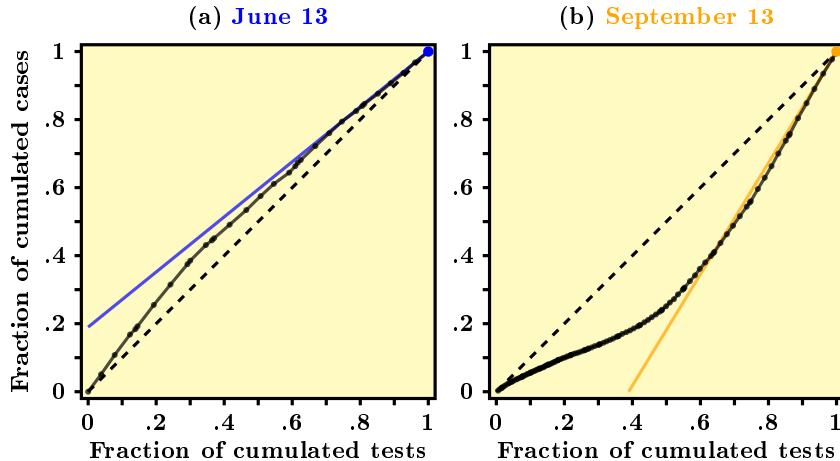 (a) June 13
(b) September 13
Fraction of cumulated cases
1
.8
.6
.4
.2
0
0 .2 .4 .6 .8 1
Fraction of cumulated tests
1
.8
.6
.4
.2
0
0 .2 .4 .6 .8 1
Fraction of cumulated tests